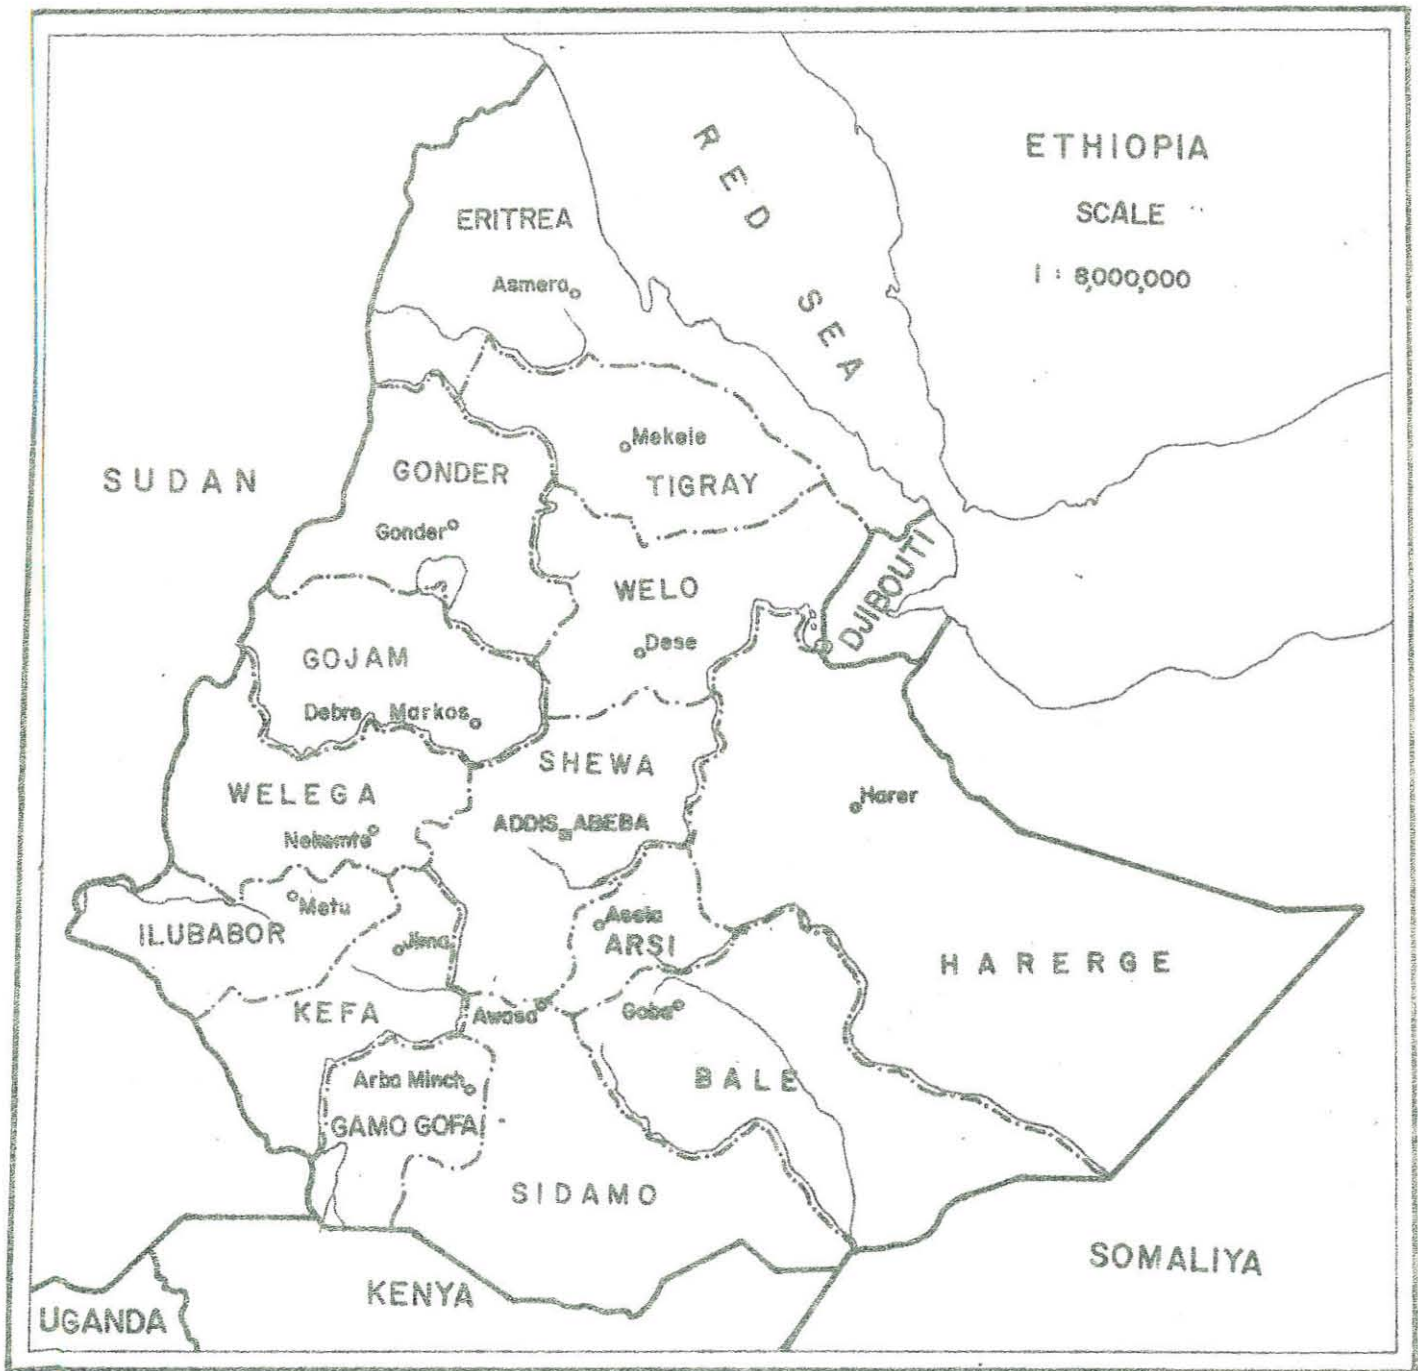 ETHIOPIA
SCALE
1 : 8,000,000
RED SEA
ERITREA
Asmera
Mekele
TIGRAY
SUDAN
GONDER
Gonder
WELO
DJIBOUTI
Dese
GOJAM
Debre Markos
SHEWA
WELEGA
Harer
ADDIS ABEBA
Nekemte
Metu
ILUBABOR
Asela
ARSI
Jima
HARERGE
KEFA
Awasa
Goba
BALE
Arba Minch
GAMO GOFA
SIDAMO
SOMALIYA
KENYA
UGANDA